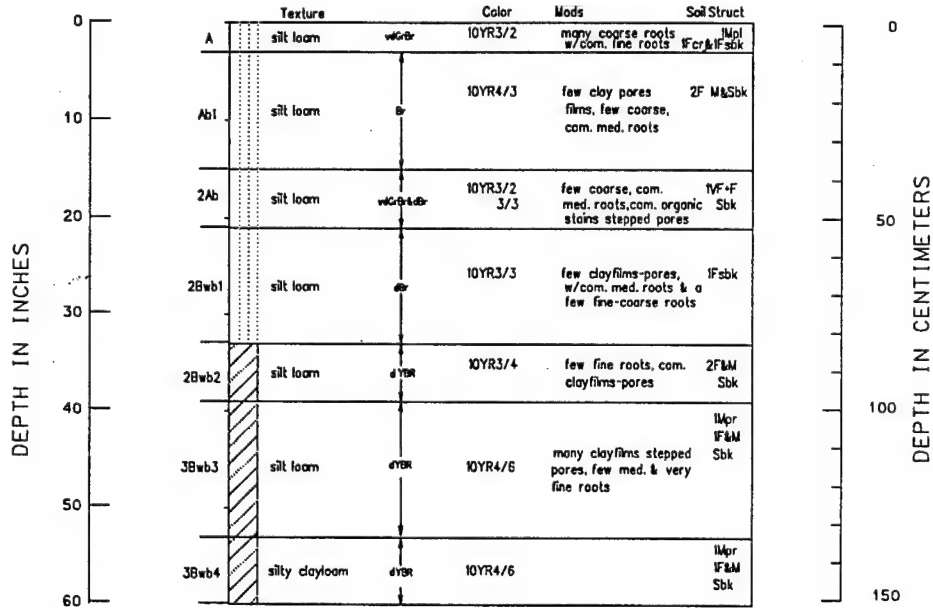 Texture Color Mods Soil Struct
0 A silt loam vdGrBr 10YR3/2 many coarse roots 1Mpl 0
w/com. fine roots 1Fcr&1Fsbk
Ab1 silt loam Br 10YR4/3 few clay pores 2F M&Sbk
10 films, few coarse,
com. med. roots
2Ab silt loam vdGrBr&dBr 10YR3/2 few coarse, com. 1VF+F
3/3 med. roots,com. organic Sbk
20 stains stepped pores 50
2Bwb1 silt loam dBr 10YR3/3 few clayfilms-pores, 1Fsbk
w/com. med. roots & a
30 few fine-coarse roots
2Bwb2 silt loam dYBR 10YR3/4 few fine roots, com. 2F&M
clayfilms-pores Sbk
40 100
1Mpr
1F&M
3Bwb3 silt loam dYBR 10YR4/6 many clayfilms stepped Sbk
pores, few med. & very
fine roots
50
1Mpr
3Bwb4 silty clayloam dYBR 10YR4/6 1F&M
Sbk
60 150
DEPTH IN INCHES
DEPTH IN CENTIMETERS